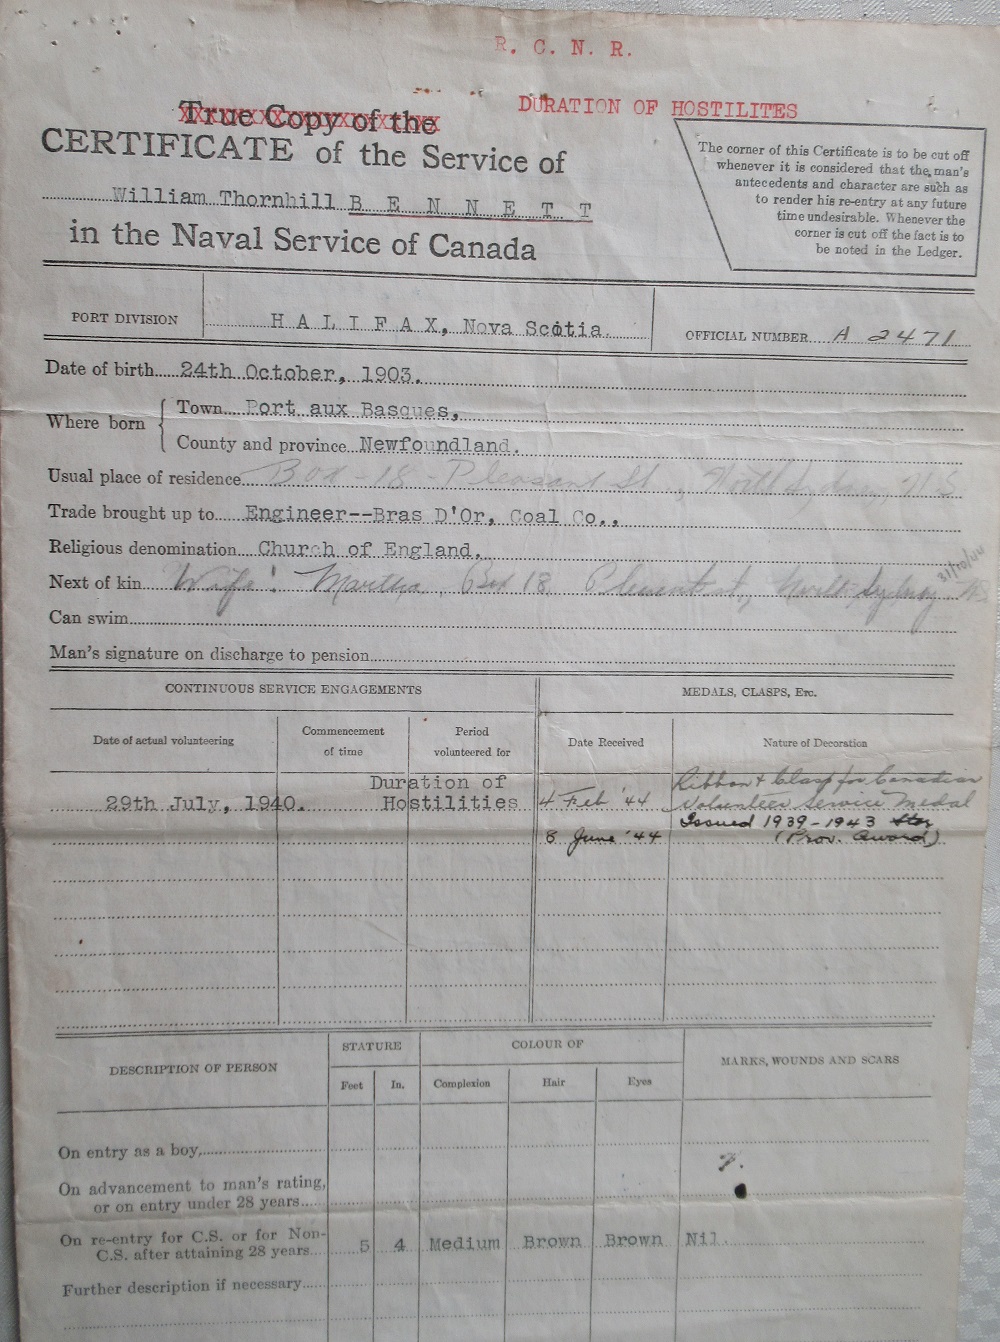 R. C. N. R.
DURATION OF HOSTILITES
True Copy of the
CERTIFICATE of the Service of
William Thornhill B E N N E T T
in the Naval Service of Canada
The corner of this Certificate is to be cut off
whenever it is considered that the man's
antecedents and character are such as
to render his re-entry at any future
time undesirable. Whenever the
corner is cut off the fact is to
be noted in the Ledger.
PORT DIVISION H A L I F A X, Nova Scotia. OFFICIAL NUMBER A 2471
Date of birth 24th October, 1903.
Where born
Town Port aux Basques,
County and province Newfoundland.
Usual place of residence Box - 18 - Pleasant St., North Sydney, N.S
Trade brought up to Engineer--Bras D'Or, Coal Co.,
Religious denomination Church of England.
31/10/44
Next of kin Wife: Martha, Box 18, North Sydney NS
Can swim
Man's signature on discharge to pension
CONTINUOUS SERVICE ENGAGEMENTS MEDALS, CLASPS, Etc.
Date of actual volunteering Commencement of time Period volunteered for Date Received Nature of Decoration
29th July, 1940. Duration of Hostilities 4 Feb '44 Ribbon & Clasp for Canadian
Volunteer Service Medal
Issued 1939-1943 Star
8 June '44 (Prov. Award)
DESCRIPTION OF PERSON STATURE COLOUR OF MARKS, WOUNDS AND SCARS
Feet In. Complexion Hair Eyes
On entry as a boy,
On advancement to man's rating,
or on entry under 28 years
On re-entry for C.S. or for Non-
C.S. after attaining 28 years 5 4 Medium Brown Brown Nil.
Further description if necessary